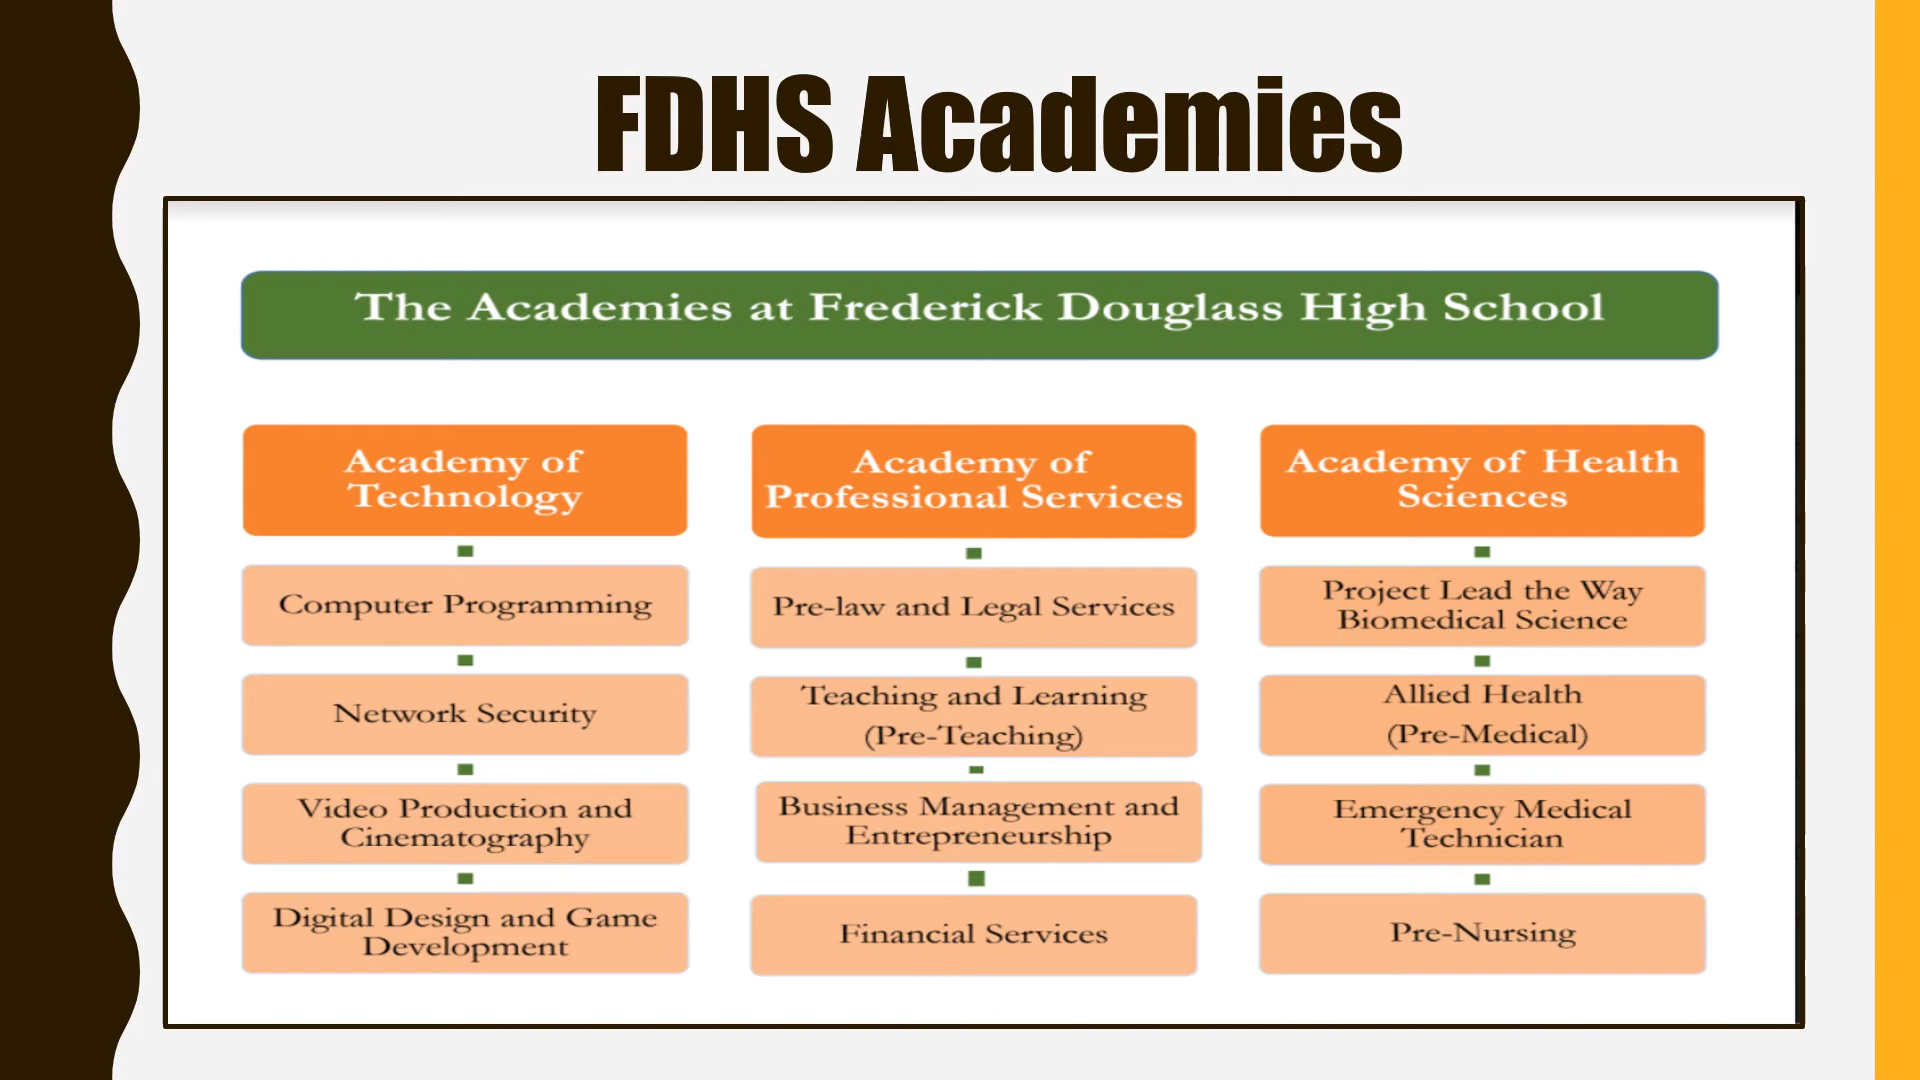 FDHS Academies
The Academies at Frederick Douglass High School
Academy of
Technology
Computer Programming
Network Security
Video Production and
Cinematography
Digital Design and Game
Development
Academy of
Professional Services
Pre-law and Legal Services
Teaching and Learning
(Pre-Teaching)
Business Management and
Entrepreneurship
Financial Services
Academy of Health
Sciences
Project Lead the Way
Biomedical Science
Allied Health
(Pre-Medical)
Emergency Medical
Technician
Pre-Nursing